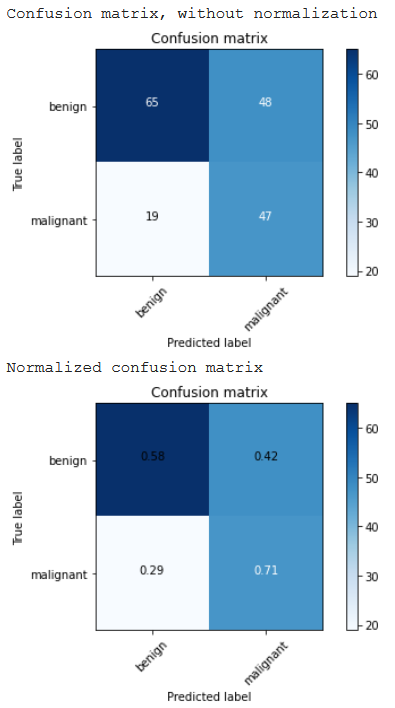 Confusion matrix, without normalization
Confusion matrix
benign 65 48 60
50
True label
40
malignant 19 47 30
20
benign malignant
Predicted label
Normalized confusion matrix
Confusion matrix
benign 0.58 0.42 60
50
True label
40
malignant 0.29 0.71 30
20
benign malignant
Predicted label